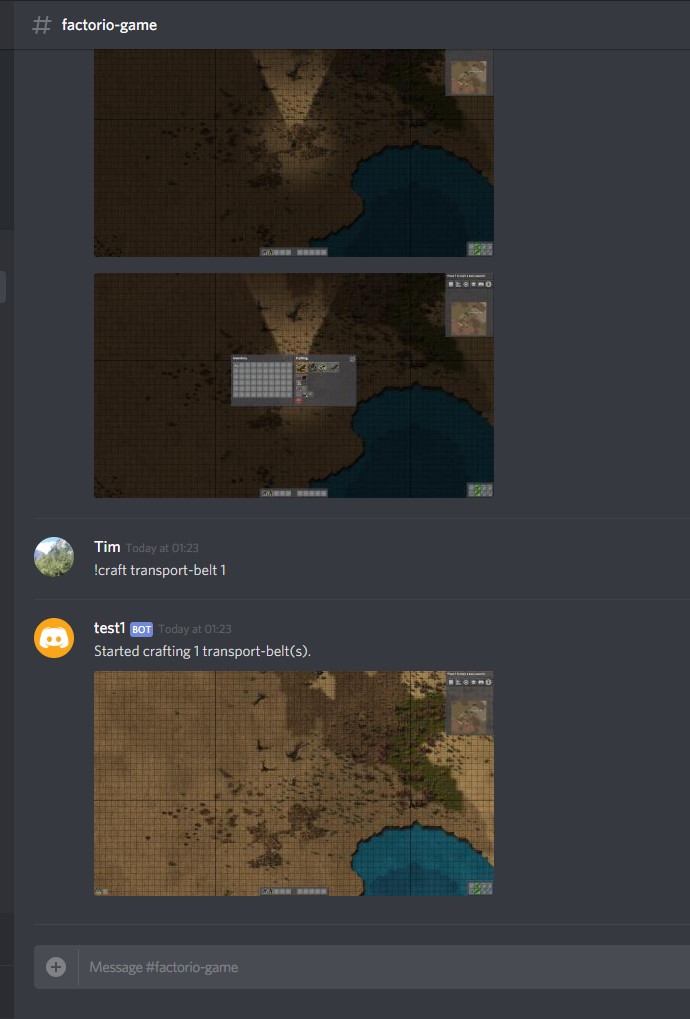 # factorio-game
Tim Today at 01:23
!craft transport-belt 1
test1 BOT Today at 01:23
Started crafting 1 transport-belt(s).
Message #factorio-game